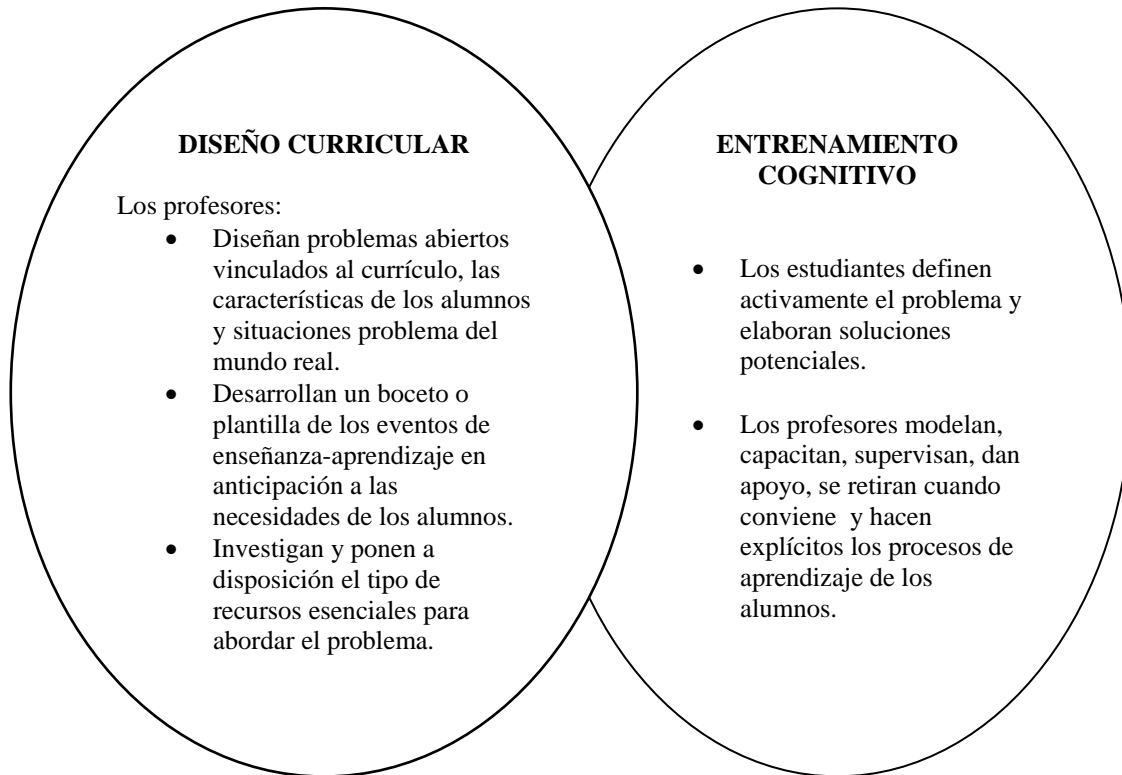 DISEÑO CURRICULAR
Los profesores:
• Diseñan problemas abiertos
vinculados al currículo, las
características de los alumnos
y situaciones problema del
mundo real.
• Desarrollan un boceto o
plantilla de los eventos de
enseñanza-aprendizaje en
anticipación a las
necesidades de los alumnos.
• Investigan y ponen a
disposición el tipo de
recursos esenciales para
abordar el problema.
ENTRENAMIENTO
COGNITIVO
• Los estudiantes definen
activamente el problema y
elaboran soluciones
potenciales.
• Los profesores modelan,
capacitan, supervisan, dan
apoyo, se retiran cuando
conviene y hacen
explícitos los procesos de
aprendizaje de los
alumnos.